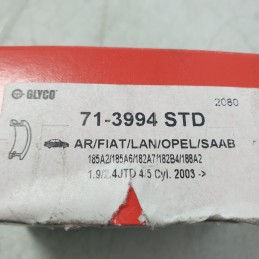 GLYCO
2080
71-3994 STD
AR/FIAT/LAN/OPEL/SAAB
185A2/185A6/182A7/182B4/188A2
1.9/2.4JTD 4/5 Cyl. 2003 ->